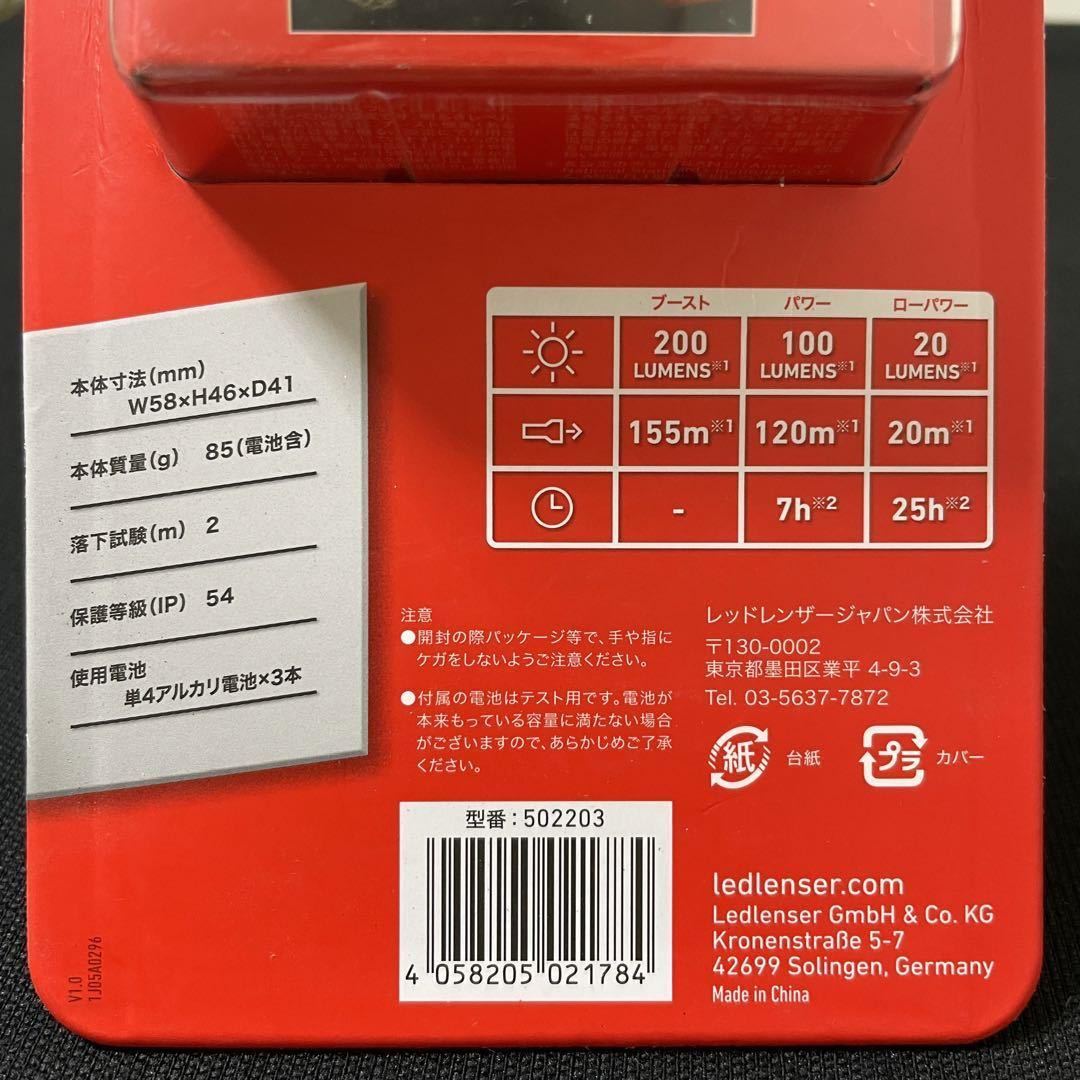 本体寸法(mm)
W58×H46×D41
本体質量(g) 85(電池含)
落下試験(m) 2
保護等級(IP) 54
使用電池
単4アルカリ電池×3本
ブースト パワー ローパワー
200 100 20
LUMENS※1 LUMENS※1 LUMENS※1
155m※1 120m※1 20m※1
- 7h※2 25h※2
注意
●開封の際パッケージ等で、手や指に
ケガをしないようご注意ください。
●付属の電池はテスト用です。電池が
本来もっている容量に満たない場合
がございますので、あらかじめご了承
ください。
レッドレンザージャパン株式会社
〒130-0002
東京都墨田区業平 4-9-3
Tel. 03-5637-7872
紙 台紙 プラ カバー
型番:502203
4 058205 021784
ledlenser.com
Ledlenser GmbH & Co. KG
Kronenstraße 5-7
42699 Solingen, Germany
Made in China
V1.0
1J05A0296